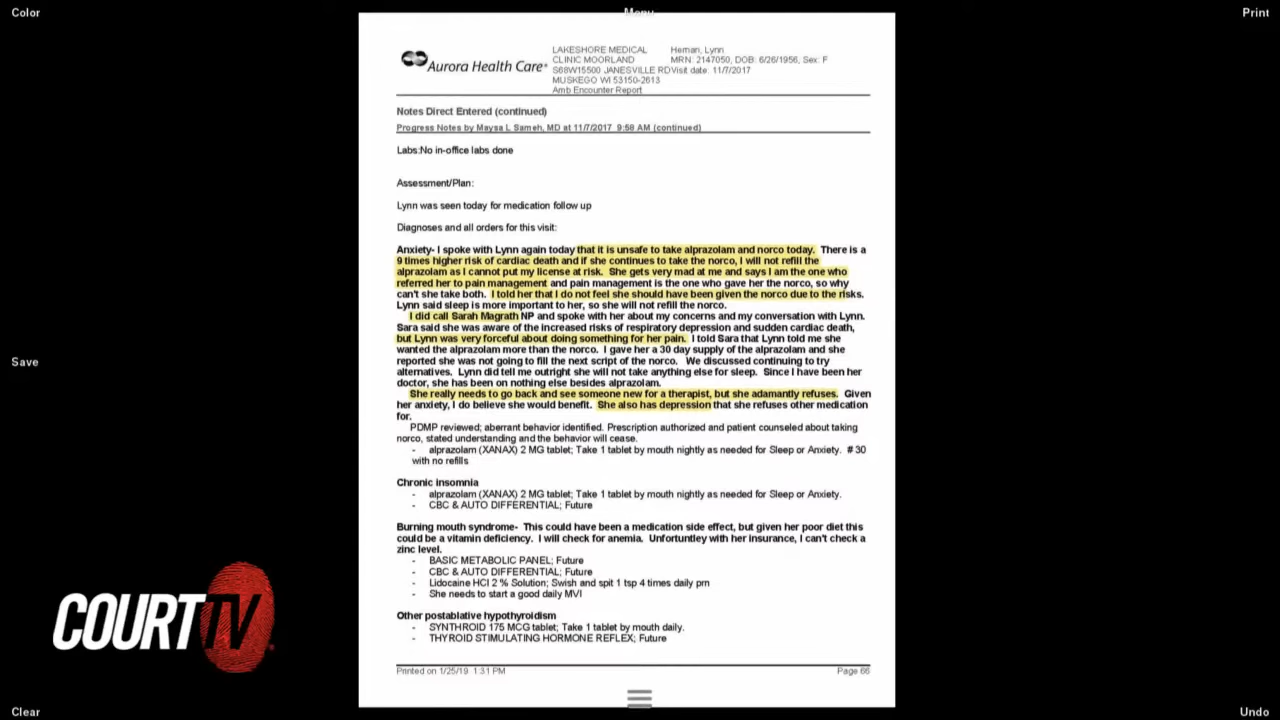 Color
Menu
Print
Aurora Health Care®
LAKESHORE MEDICAL
CLINIC MOORLAND
S68W15500 JANESVILLE RD
MUSKEGO WI 53150-2613
Amb Encounter Report
Heman, Lynn
MRN: 2147050, DOB: 6/26/1956, Sex: F
Visit date: 11/7/2017
Notes Direct Entered (continued)
Progress Notes by Maysa L Sameh, MD at 11/7/2017 9:58 AM (continued)
Labs:No in-office labs done
Assessment/Plan:
Lynn was seen today for medication follow up
Diagnoses and all orders for this visit:
Anxiety- I spoke with Lynn again today that it is unsafe to take alprazolam and norco today. There is a
9 times higher risk of cardiac death and if she continues to take the norco, I will not refill the
alprazolam as I cannot put my license at risk. She gets very mad at me and says I am the one who
referred her to pain management and pain management is the one who gave her the norco, so why
can't she take both. I told her that I do not feel she should have been given the norco due to the risks.
Lynn said sleep is more important to her, so she will not refill the norco.
I did call Sarah Magrath NP and spoke with her about my concerns and my conversation with Lynn.
Sara said she was aware of the increased risks of respiratory depression and sudden cardiac death,
but Lynn was very forceful about doing something for her pain. I told Sara that Lynn told me she
wanted the alprazolam more than the norco. I gave her a 30 day supply of the alprazolam and she
reported she was not going to fill the next script of the norco. We discussed continuing to try
alternatives. Lynn did tell me outright she will not take anything else for sleep. Since I have been her
doctor, she has been on nothing else besides alprazolam.
She really needs to go back and see someone new for a therapist, but she adamantly refuses. Given
her anxiety, I do believe she would benefit. She also has depression that she refuses other medication
for.
PDMP reviewed; aberrant behavior identified. Prescription authorized and patient counseled about taking
norco, stated understanding and the behavior will cease.
- alprazolam (XANAX) 2 MG tablet; Take 1 tablet by mouth nightly as needed for Sleep or Anxiety. # 30
with no refills
Chronic insomnia
- alprazolam (XANAX) 2 MG tablet; Take 1 tablet by mouth nightly as needed for Sleep or Anxiety.
- CBC & AUTO DIFFERENTIAL; Future
Burning mouth syndrome- This could have been a medication side effect, but given her poor diet this
could be a vitamin deficiency. I will check for anemia. Unfortuntley with her insurance, I can't check a
zinc level.
- BASIC METABOLIC PANEL; Future
- CBC & AUTO DIFFERENTIAL; Future
- Lidocaine HCl 2 % Solution; Swish and spit 1 tsp 4 times daily prn
- She needs to start a good daily MVI
Other postablative hypothyroidism
- SYNTHROID 175 MCG tablet; Take 1 tablet by mouth daily.
- THYROID STIMULATING HORMONE REFLEX; Future
Printed on 1/25/19 1:31 PM
Page 66
Save
COURT TV
Clear
Undo